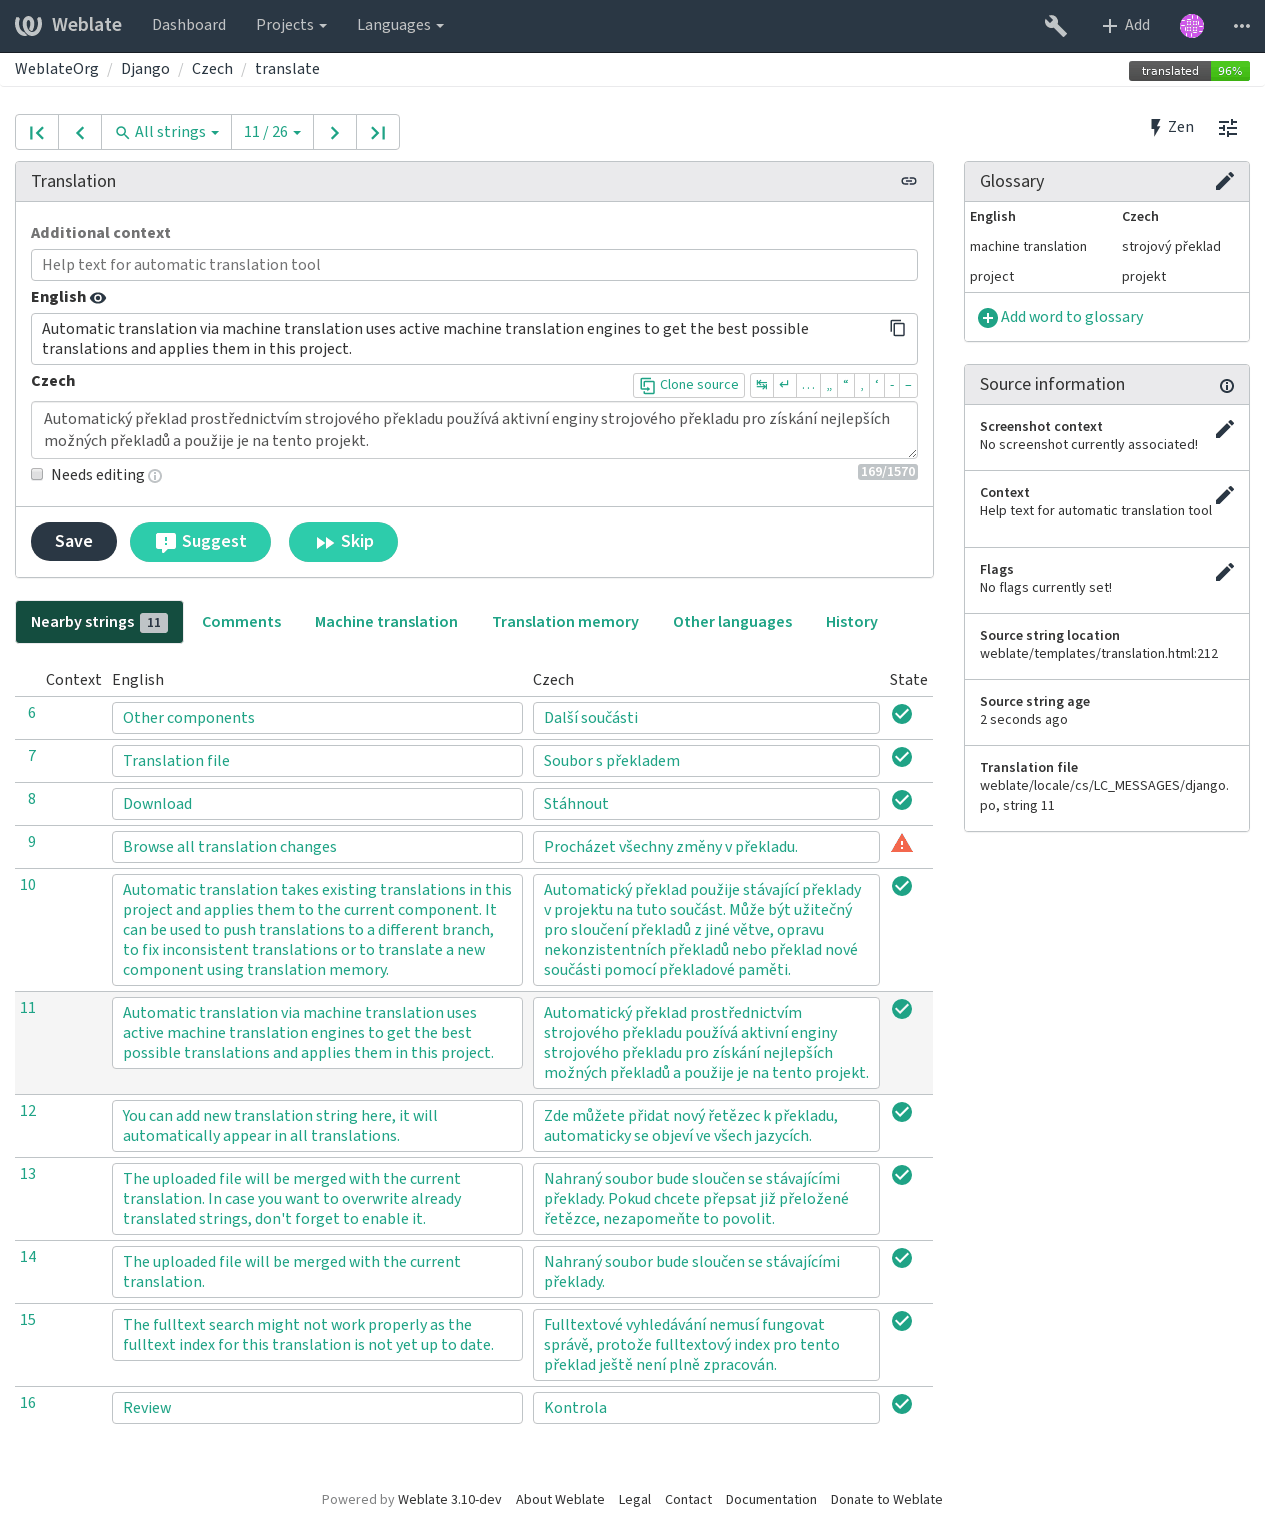 Weblate Dashboard Projects Languages Add
WeblateOrg / Django / Czech / translate
translated 96%
All strings 11 / 26 Zen
Translation
Additional context
Help text for automatic translation tool
English
Automatic translation via machine translation uses active machine translation engines to get the best possible
translations and applies them in this project.
Czech Clone source ↹ ↵ … „ “ ‚ ‘ - –
Automatický překlad prostřednictvím strojového překladu používá aktivní enginy strojového překladu pro získání nejlepších
možných překladů a použije je na tento projekt.
Needs editing 169/1570
Save Suggest Skip
Glossary
English Czech
machine translation strojový překlad
project projekt
Add word to glossary
Source information
Screenshot context
No screenshot currently associated!
Context
Help text for automatic translation tool
Flags
No flags currently set!
Source string location
weblate/templates/translation.html:212
Source string age
2 seconds ago
Translation file
weblate/locale/cs/LC_MESSAGES/django.
po, string 11
Nearby strings 11 Comments Machine translation Translation memory Other languages History
Context English Czech State
6 Other components Další součásti
7 Translation file Soubor s překladem
8 Download Stáhnout
9 Browse all translation changes Procházet všechny změny v překladu.
10 Automatic translation takes existing translations in this
project and applies them to the current component. It
can be used to push translations to a different branch,
to fix inconsistent translations or to translate a new
component using translation memory.
Automatický překlad použije stávající překlady
v projektu na tuto součást. Může být užitečný
pro sloučení překladů z jiné větve, opravu
nekonzistentních překladů nebo překlad nové
součásti pomocí překladové paměti.
11 Automatic translation via machine translation uses
active machine translation engines to get the best
possible translations and applies them in this project.
Automatický překlad prostřednictvím
strojového překladu používá aktivní enginy
strojového překladu pro získání nejlepších
možných překladů a použije je na tento projekt.
12 You can add new translation string here, it will
automatically appear in all translations.
Zde můžete přidat nový řetězec k překladu,
automaticky se objeví ve všech jazycích.
13 The uploaded file will be merged with the current
translation. In case you want to overwrite already
translated strings, don't forget to enable it.
Nahraný soubor bude sloučen se stávajícími
překlady. Pokud chcete přepsat již přeložené
řetězce, nezapomeňte to povolit.
14 The uploaded file will be merged with the current
translation.
Nahraný soubor bude sloučen se stávajícími
překlady.
15 The fulltext search might not work properly as the
fulltext index for this translation is not yet up to date.
Fulltextové vyhledávání nemusí fungovat
správě, protože fulltextový index pro tento
překlad ještě není plně zpracován.
16 Review Kontrola
Powered by Weblate 3.10-dev About Weblate Legal Contact Documentation Donate to Weblate